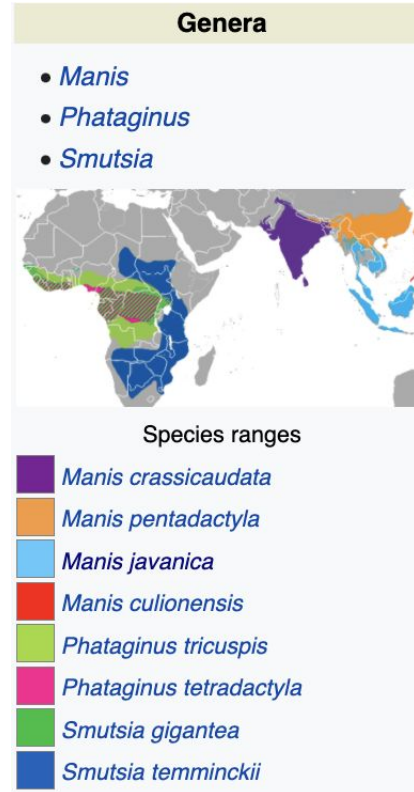 Genera
Manis
Phataginus
Smutsia
Species ranges
Manis crassicaudata
Manis pentadactyla
Manis javanica
Manis culionensis
Phataginus tricuspis
Phataginus tetradactyla
Smutsia gigantea
Smutsia temminckii